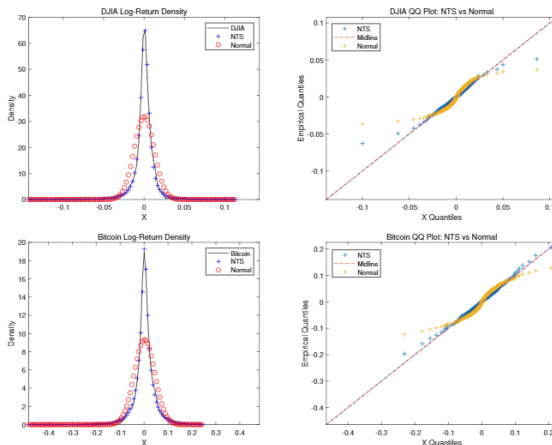 DJIA Log-Return Density
70
60
50
40
30
20
10
0
Density
-0.1 -0.05 0 0.05 0.1
X
DJIA
NTS
Normal
DJIA QQ Plot: NTS vs Normal
0.1
0.05
0
-0.05
-0.1
Empirical Quantiles
-0.1 -0.05 0 0.05 0.1
X Quantiles
NTS
Midline
Normal
Bitcoin Log-Return Density
20
18
16
14
12
10
8
6
4
2
0
Density
-0.4 -0.3 -0.2 -0.1 0 0.1 0.2 0.3 0.4
X
Bitcoin
NTS
Normal
Bitcoin QQ Plot: NTS vs Normal
0.2
0.1
0
-0.1
-0.2
-0.3
-0.4
Empirical Quantiles
-0.4 -0.3 -0.2 -0.1 0 0.1 0.2
X Quantiles
NTS
Midline
Normal